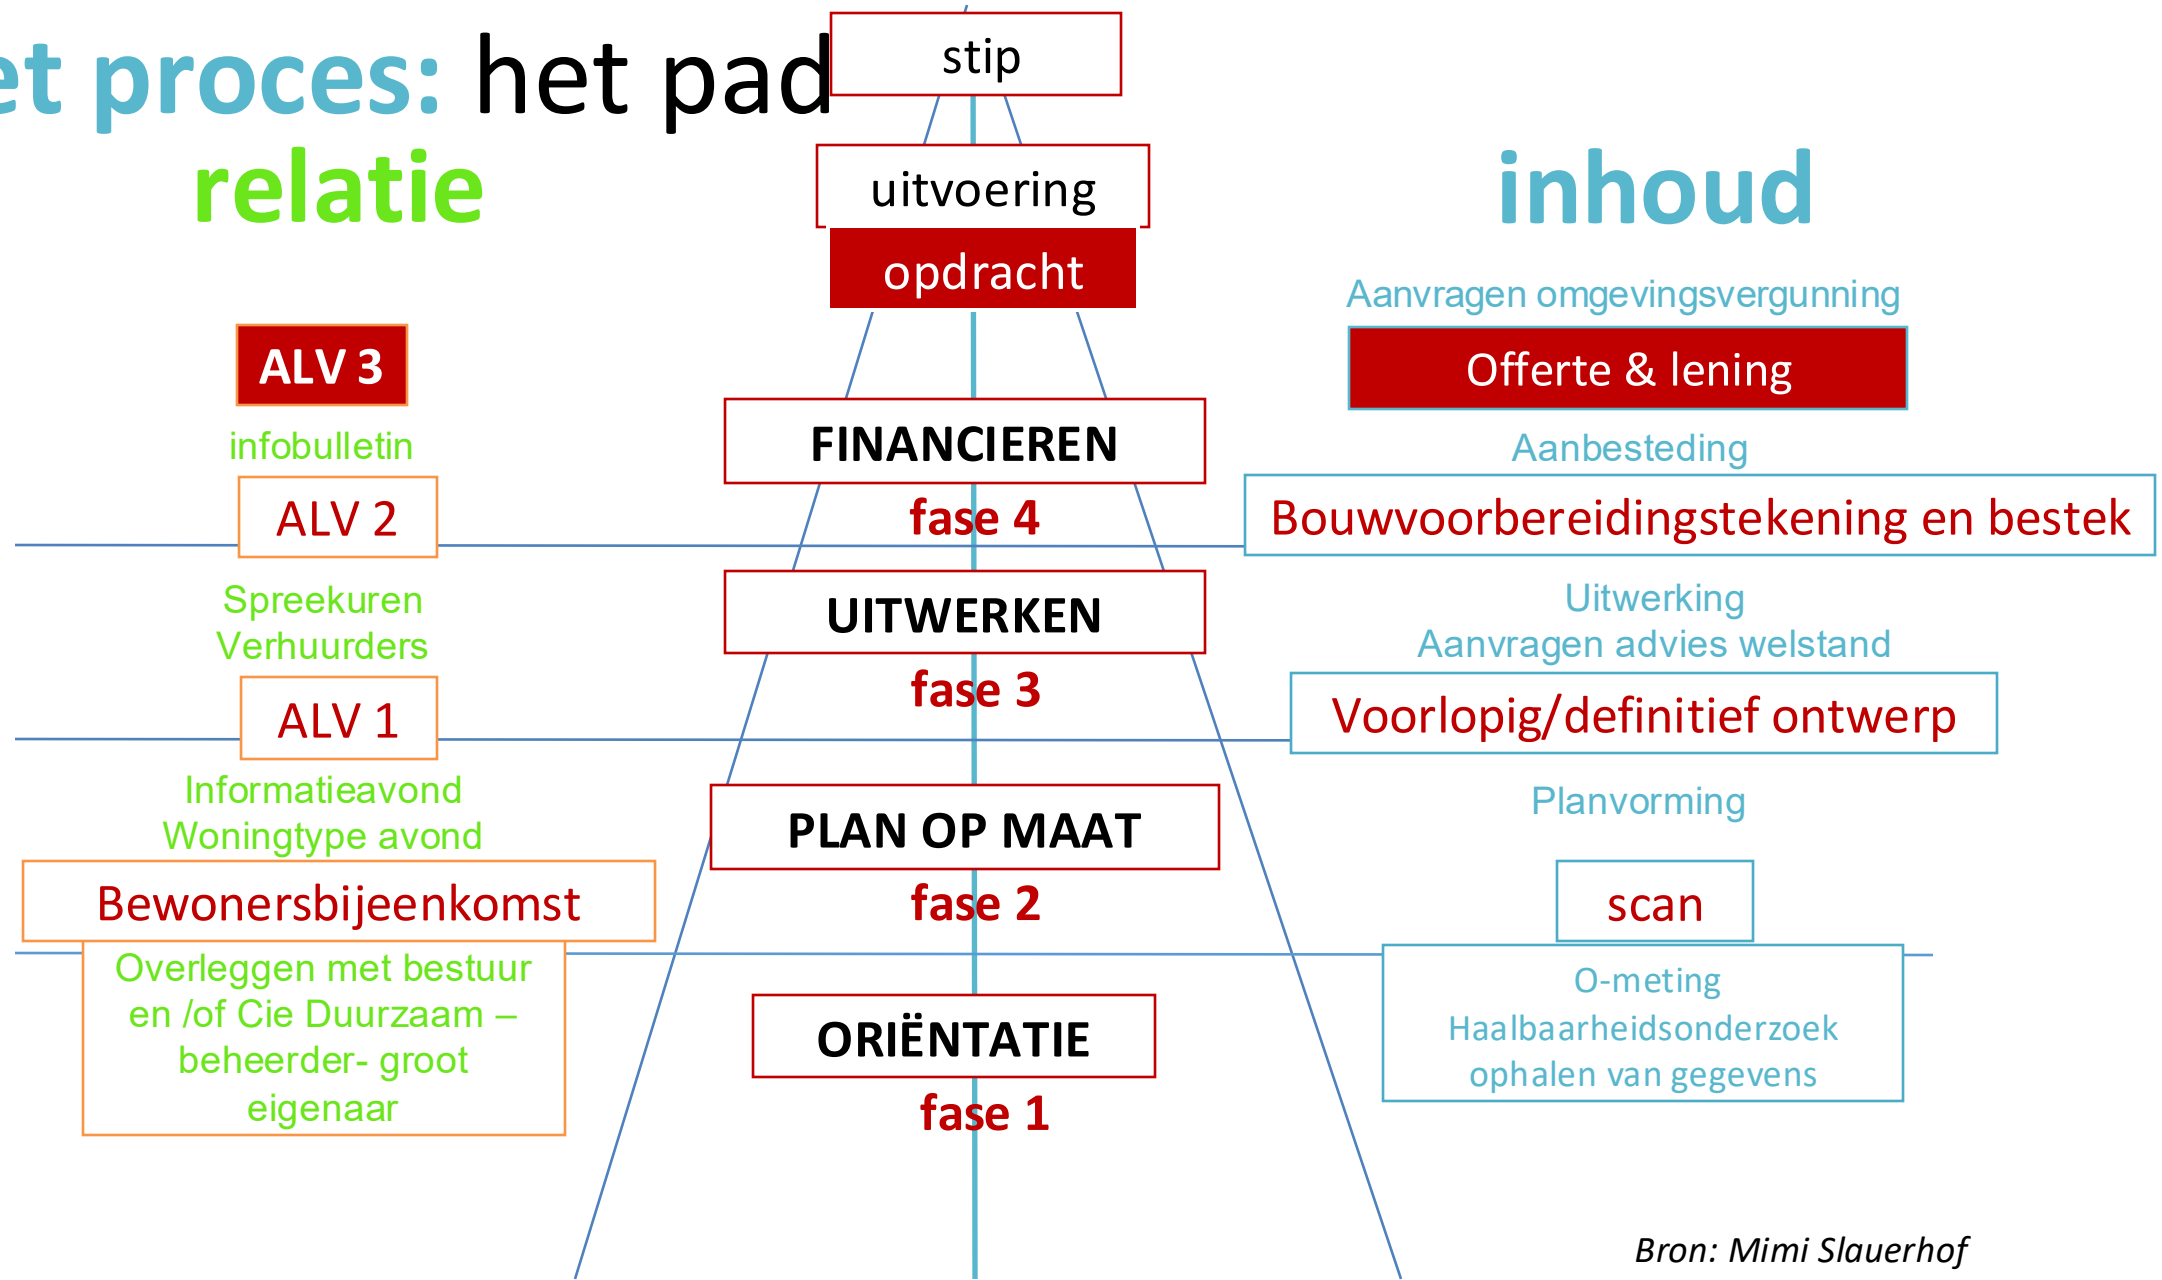 et proces: het pad
relatie
inhoud
stip
uitvoering
opdracht
Aanvragen omgevingsvergunning
ALV 3
Offerte & lening
infobulletin
FINANCIEREN
Aanbesteding
ALV 2
fase 4
Bouwvoorbereidingstekening en bestek
Spreekuren
Verhuurders
UITWERKEN
Uitwerking
Aanvragen advies welstand
ALV 1
fase 3
Voorlopig/definitief ontwerp
Informatieavond
Woningtype avond
PLAN OP MAAT
Planvorming
Bewonersbijeenkomst
fase 2
scan
Overleggen met bestuur
en /of Cie Duurzaam –
beheerder- groot
eigenaar
ORIËNTATIE
fase 1
O-meting
Haalbaarheidsonderzoek
ophalen van gegevens
Bron: Mimi Slauerhof